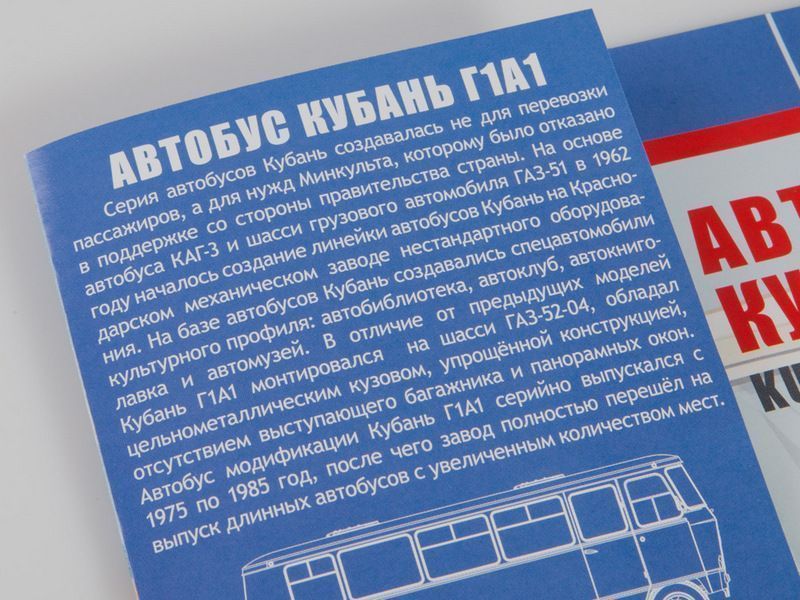 АВТОБУС КУБАНЬ Г1А1
Серия автобусов Кубань создавалась не для перевозки
пассажиров, а для нужд Минкульта, которому было отказано
в поддержке со стороны правительства страны. На основе
автобуса КАГ-3 и шасси грузового автомобиля ГАЗ-51 в 1962
году началось создание линейки автобусов Кубань на Красно-
дарском механическом заводе нестандартного оборудова-
ния. На базе автобусов Кубань создавались спецавтомобили
культурного профиля: автобиблиотека, автоклуб, автокниго-
лавка и автомузей. В отличие от предыдущих моделей
Кубань Г1А1 монтировался на шасси ГАЗ-52-04, обладал
цельнометаллическим кузовом, упрощённой конструкцией,
отсутствием выступающего багажника и панорамных окон.
Автобус модификации Кубань Г1А1 серийно выпускался с
1975 по 1985 год, после чего завод полностью перешёл на
выпуск длинных автобусов с увеличенным количеством мест.